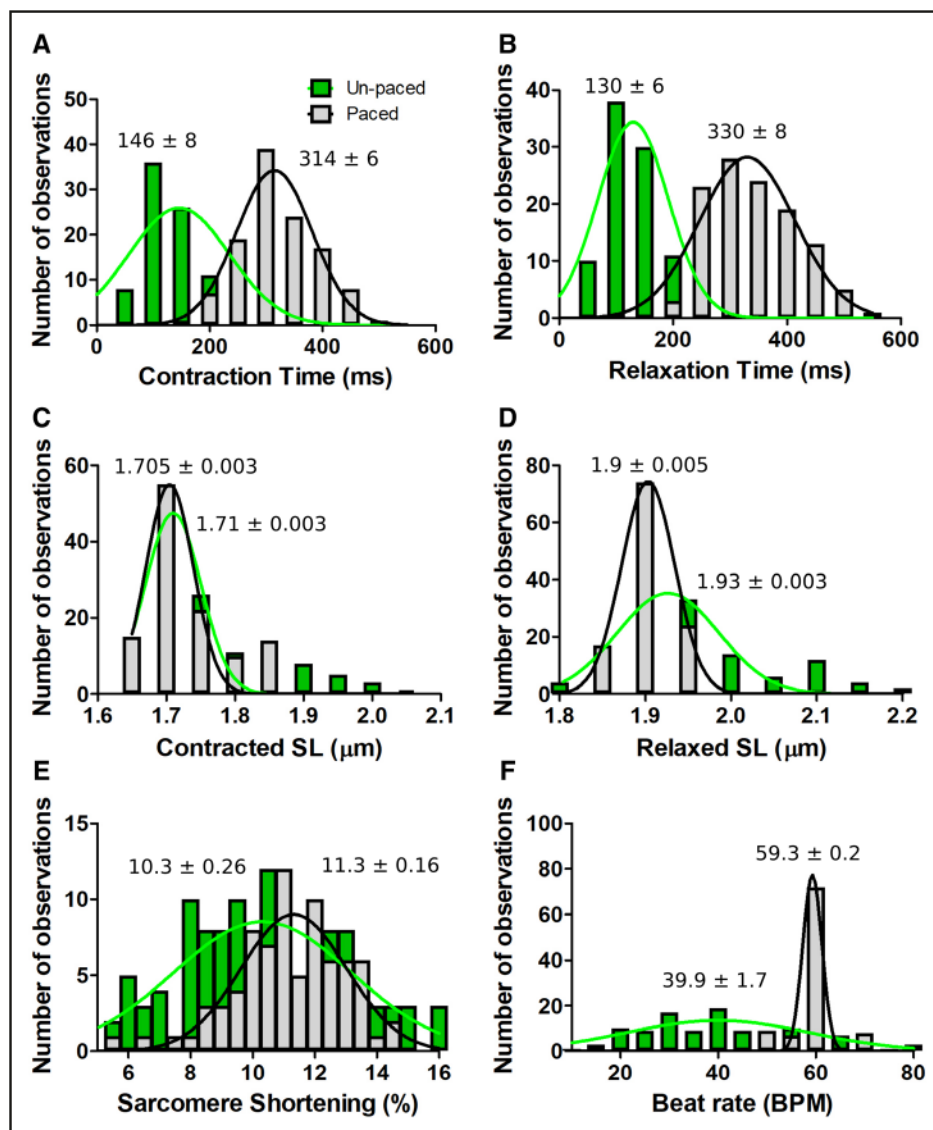 A
Number of observations
50
40
30
20
10
0
146 ± 8
314 ± 6
Un-paced
Paced
0 200 400 600
Contraction Time (ms)
B
Number of observations
40
30
20
10
0
130 ± 6
330 ± 8
0 200 400 600
Relaxation Time (ms)
C
Number of observations
60
40
20
0
1.705 ± 0.003
1.71 ± 0.003
1.6 1.7 1.8 1.9 2.0 2.1
Contracted SL (μm)
D
Number of observations
80
60
40
20
0
1.9 ± 0.005
1.93 ± 0.003
1.8 1.9 2.0 2.1 2.2
Relaxed SL (μm)
E
Number of observations
15
10
5
0
10.3 ± 0.26
11.3 ± 0.16
6 8 10 12 14 16
Sarcomere Shortening (%)
F
Number of observations
100
80
60
40
20
0
59.3 ± 0.2
39.9 ± 1.7
20 40 60 80
Beat rate (BPM)